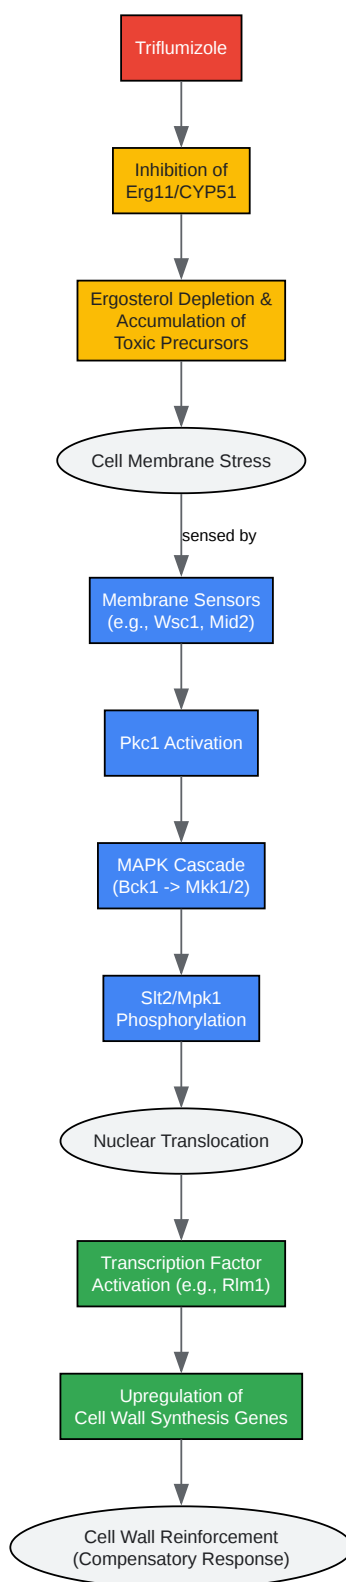 Triflumizole
Inhibition of
Erg11/CYP51
Ergosterol Depletion &
Accumulation of
Toxic Precursors
Cell Membrane Stress
sensed by
Membrane Sensors
(e.g., Wsc1, Mid2)
Pkc1 Activation
MAPK Cascade
(Bck1 -> Mkk1/2)
Slt2/Mpk1
Phosphorylation
Nuclear Translocation
Transcription Factor
Activation (e.g., Rlm1)
Upregulation of
Cell Wall Synthesis Genes
Cell Wall Reinforcement
(Compensatory Response)